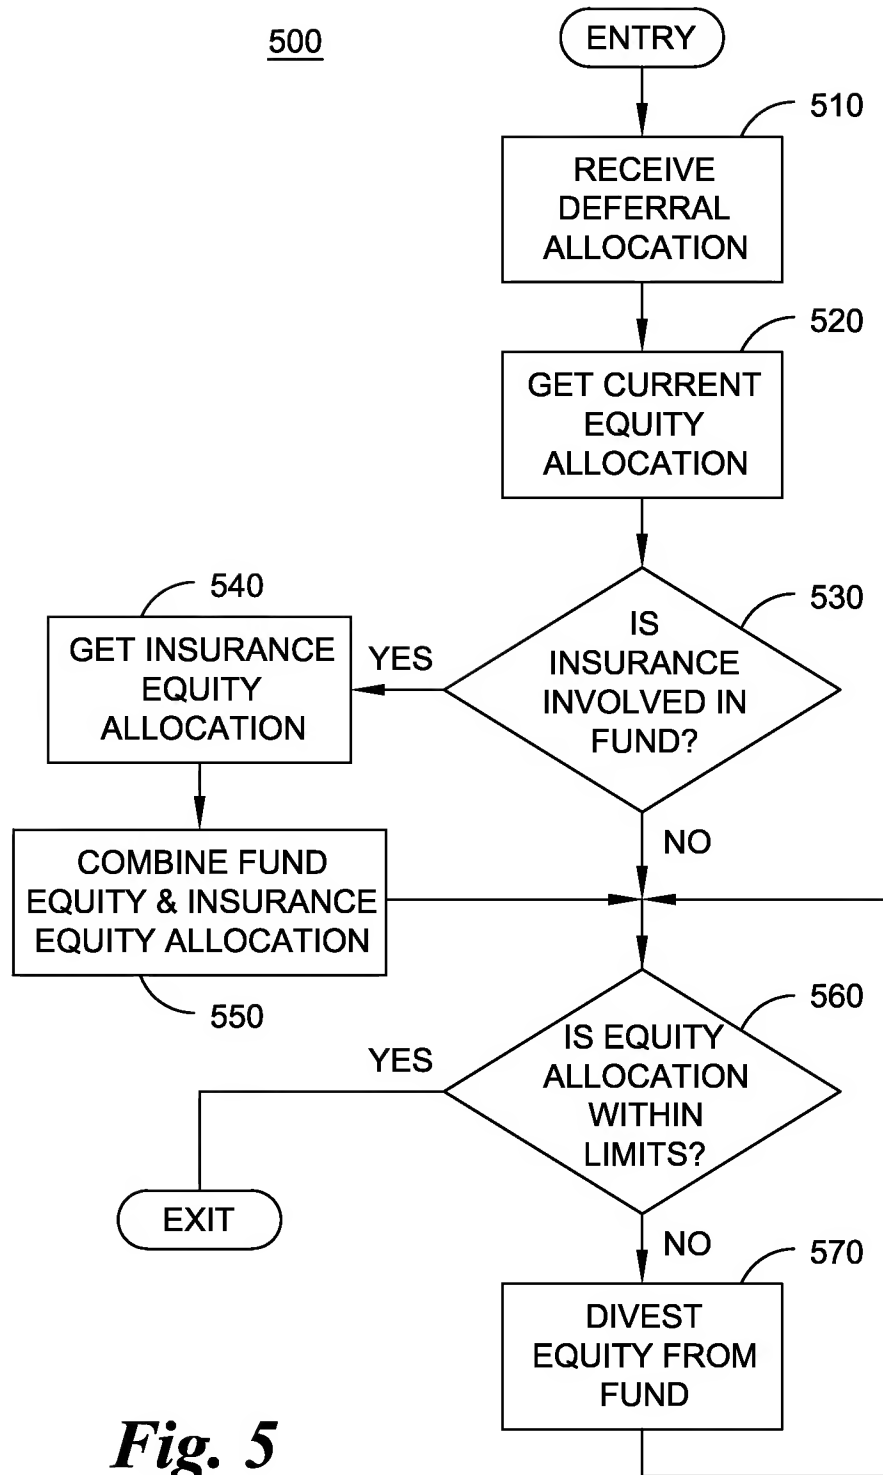 500
ENTRY
510
RECEIVE
DEFERRAL
ALLOCATION
520
GET CURRENT
EQUITY
ALLOCATION
530
IS
INSURANCE
INVOLVED IN
FUND?
YES
540
GET INSURANCE
EQUITY
ALLOCATION
NO
COMBINE FUND
EQUITY & INSURANCE
EQUITY ALLOCATION
550
560
IS EQUITY
ALLOCATION
WITHIN
LIMITS?
YES
EXIT
NO
570
DIVEST
EQUITY FROM
FUND
Fig. 5